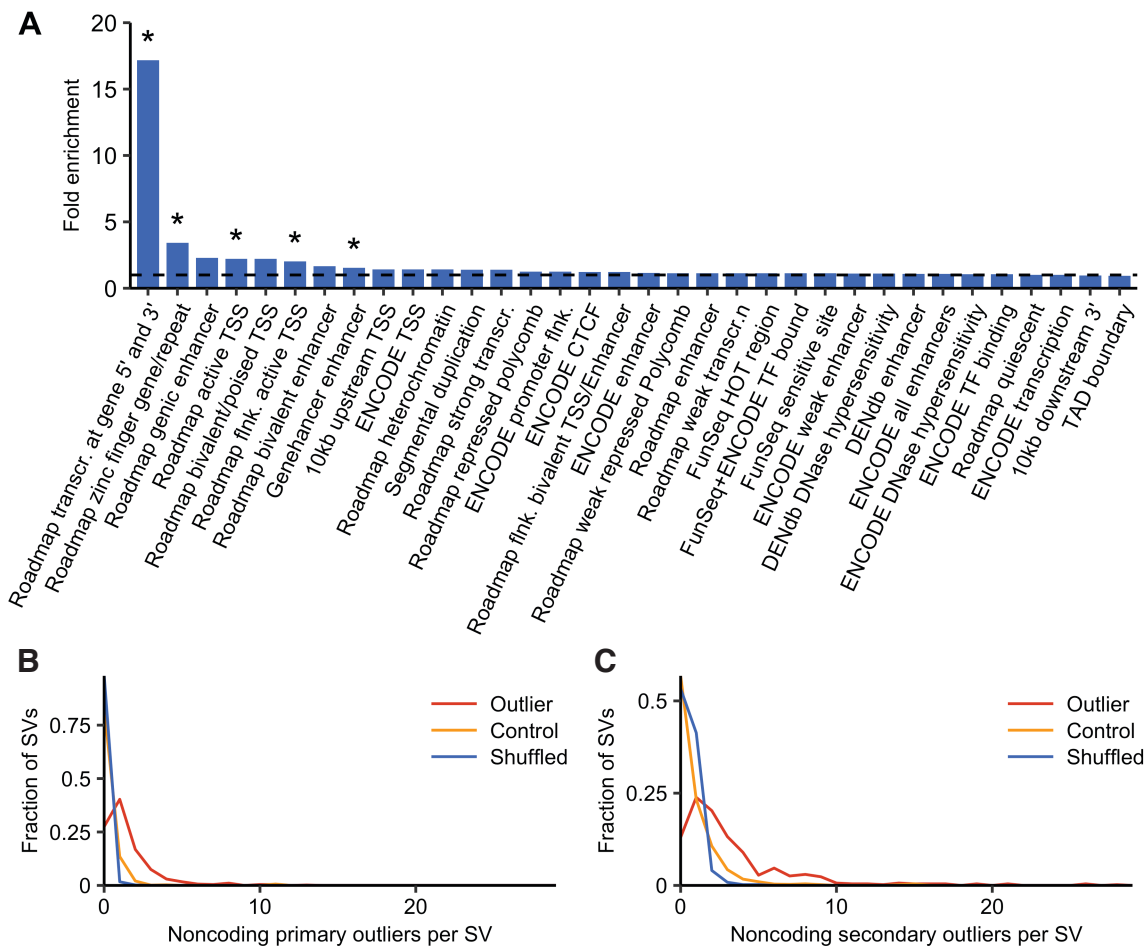 A
Fold enrichment
20
15
10
5
0
*
*
*
*
*
Roadmap transcr. at gene 5' and 3'
Roadmap zinc finger gene/repeat
Roadmap genic enhancer
Roadmap active TSS
Roadmap bivalent/poised TSS
Roadmap flnk. active TSS
Roadmap bivalent enhancer
Genehancer enhancer
10kb upstream TSS
ENCODE TSS
Roadmap heterochromatin
Segmental duplication
Roadmap strong transcr.
Roadmap repressed polycomb
ENCODE promoter flnk.
ENCODE CTCF
Roadmap flnk. bivalent TSS/Enhancer
ENCODE enhancer
Roadmap weak repressed Polycomb
Roadmap enhancer
Roadmap weak transcr.n
FunSeq HOT region
FunSeq+ENCODE TF bound
FunSeq sensitive site
ENCODE weak enhancer
DENdb DNase hypersensitivity
DENdb enhancer
ENCODE all enhancers
ENCODE DNase hypersensitivity
ENCODE TF binding
Roadmap quiescent
ENCODE transcription
10kb downstream 3'
TAD boundary
B
Fraction of SVs
0.75
0.5
0.25
0
0
10
20
Noncoding primary outliers per SV
Outlier
Control
Shuffled
C
Fraction of SVs
0.5
0.25
0
0
10
20
Noncoding secondary outliers per SV
Outlier
Control
Shuffled